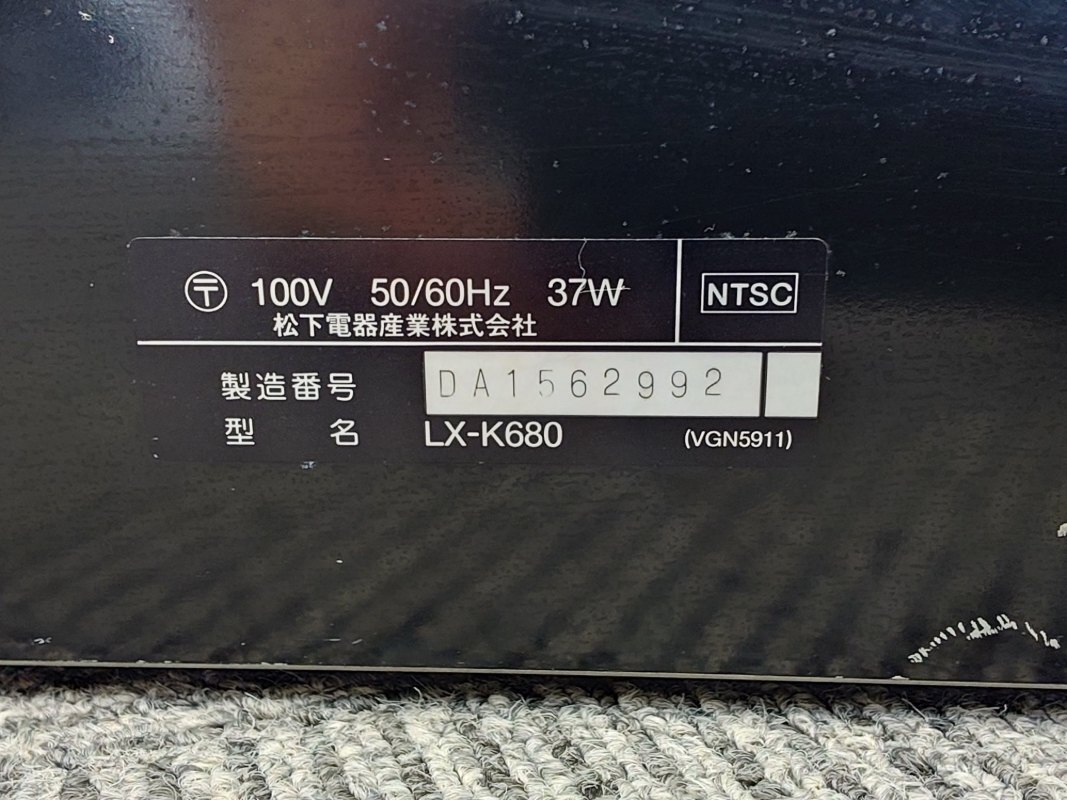 〒 100V 50/60Hz 37W NTSC
松下電器産業株式会社
製造番号 DA1562992
型名 LX-K680 (VGN5911)